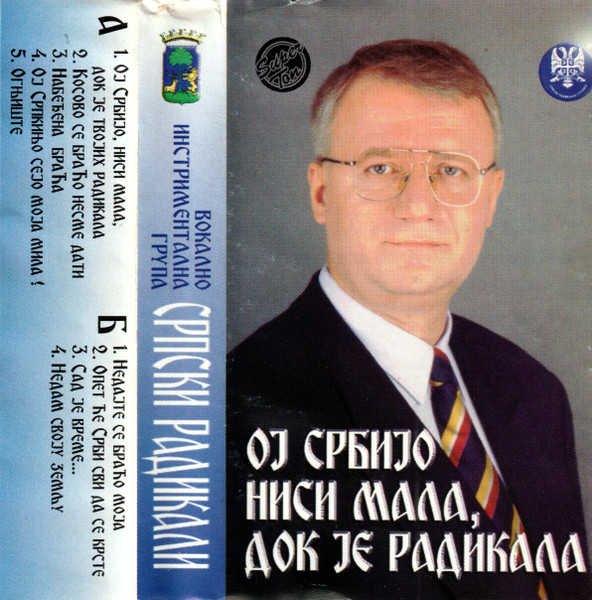 А
1. Ој Србијо, ниси мала,
док је твојих радикала
2. Косово се браћо несме дати
3. Набеђена браћа
4. Ој Српкињо сејо моја мила !
5. Огњиште
Б
1. Недајте се браћо моја
2. Опет ће Срби сви да се крсте
3. Сад је време...
4. Недам своју земљу
ВОКАЛНО
ИНСТРИМЕНТАЛНА
ГРУПА
СРПСКИ РАДИКАЛИ
Super
Ton
ОЈ СРБИЈО
НИСИ МАЛА,
ДОК ЈЕ РАДИКАЛА